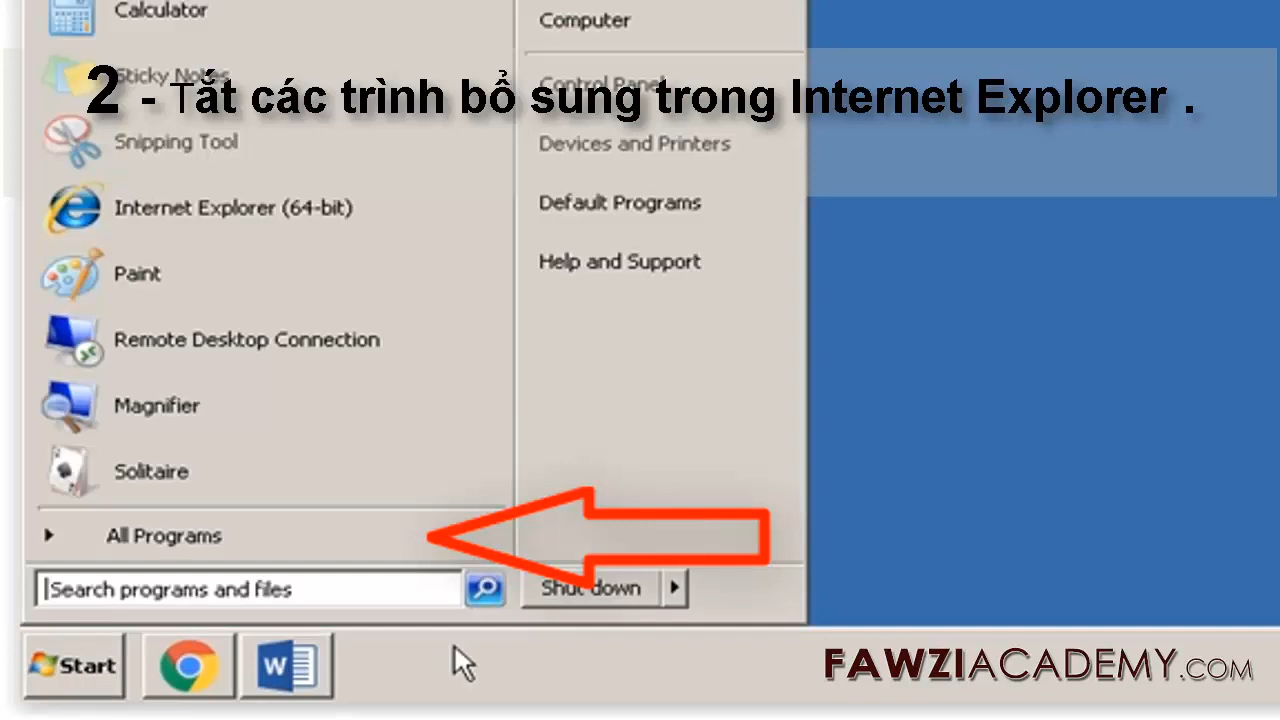 Calculator
Computer
Sticky Notes
Control Panel
2 - Tắt các trình bổ sung trong Internet Explorer .
Snipping Tool
Devices and Printers
Internet Explorer (64-bit)
Default Programs
Paint
Help and Support
Remote Desktop Connection
Magnifier
Solitaire
All Programs
Search programs and files
Shut down
Start
W
FAWZIACADEMY.COM